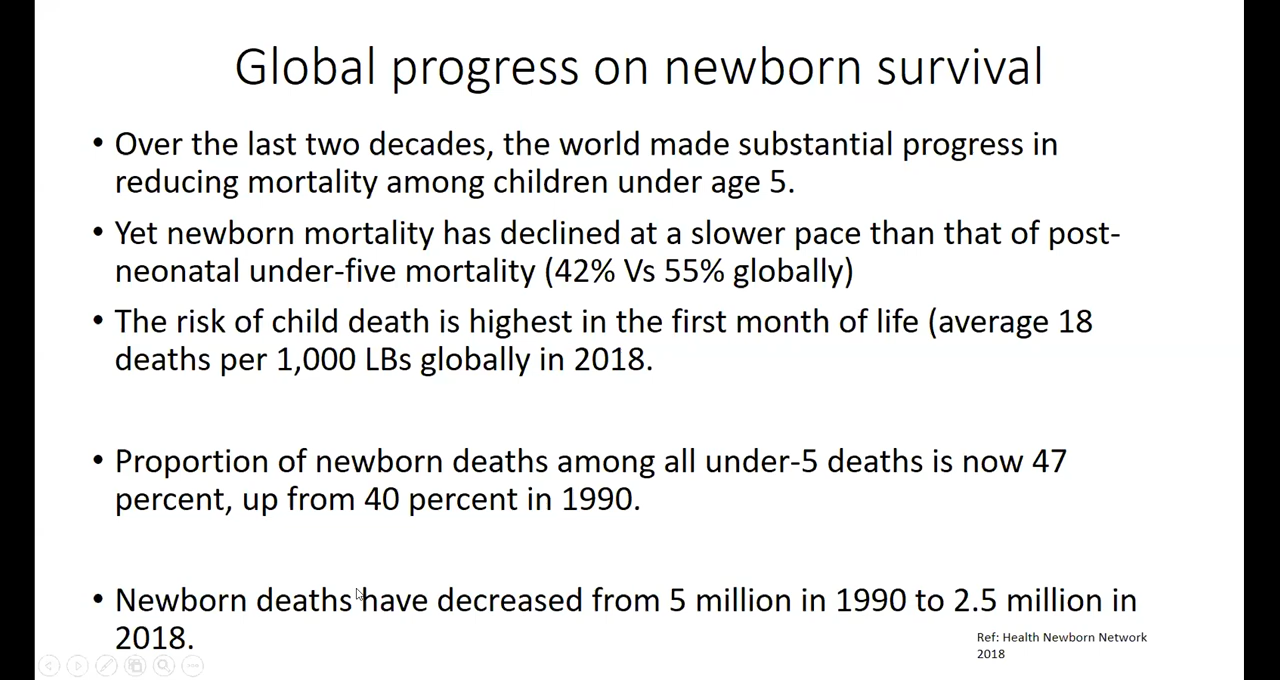 Global progress on newborn survival
• Over the last two decades, the world made substantial progress in
reducing mortality among children under age 5.
• Yet newborn mortality has declined at a slower pace than that of post-
neonatal under-five mortality (42% Vs 55% globally)
• The risk of child death is highest in the first month of life (average 18
deaths per 1,000 LBs globally in 2018.
• Proportion of newborn deaths among all under-5 deaths is now 47
percent, up from 40 percent in 1990.
• Newborn deaths have decreased from 5 million in 1990 to 2.5 million in
2018.
Ref: Health Newborn Network
2018